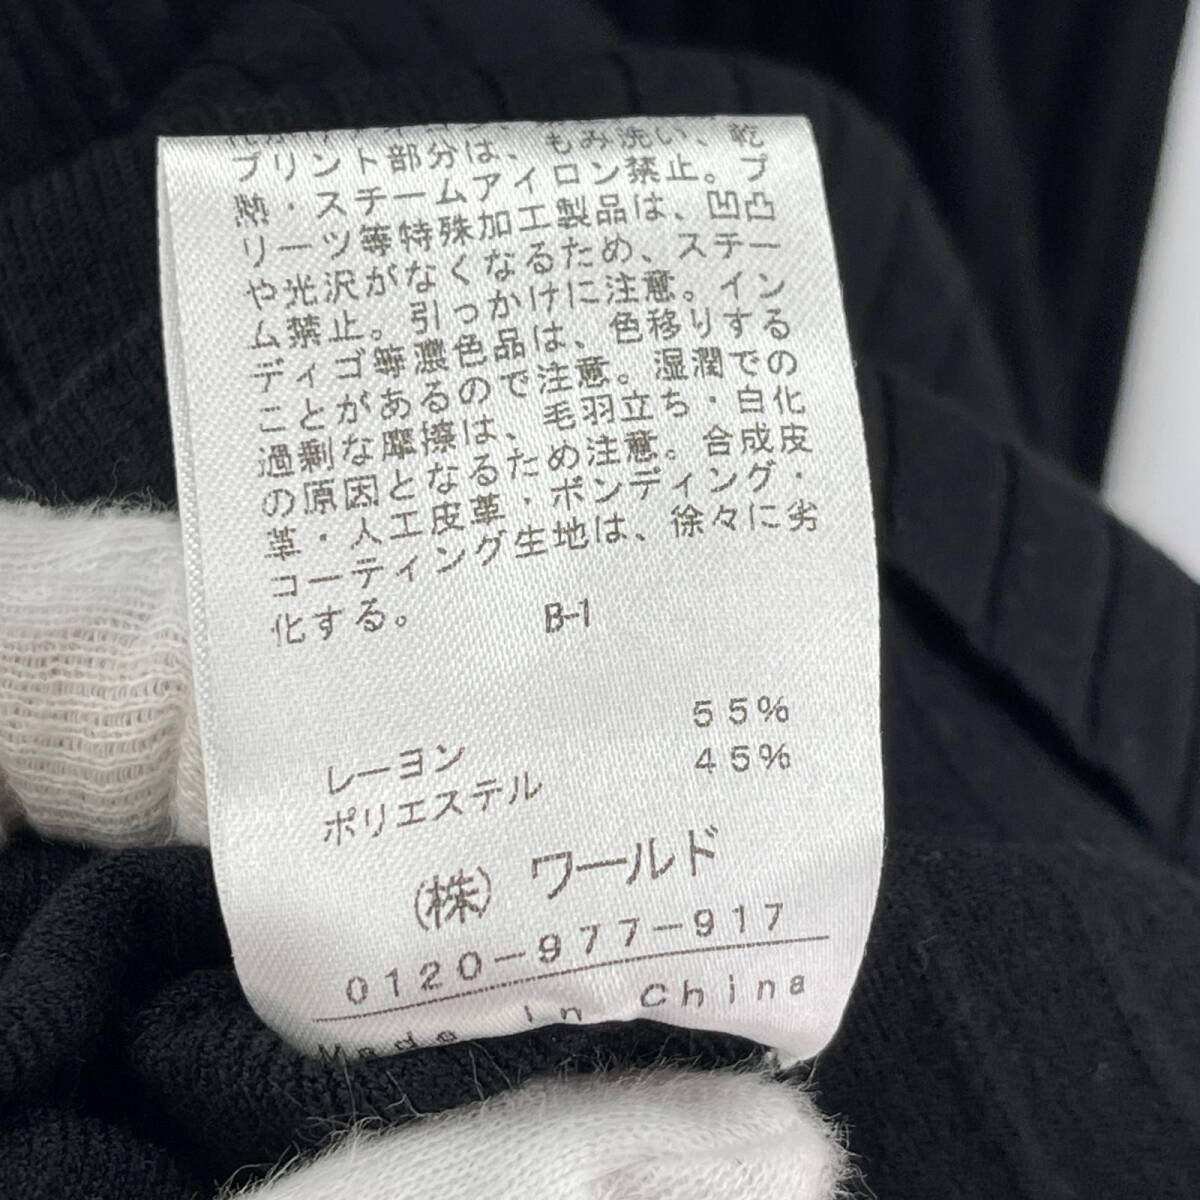 プリント部分は、もみ洗い、乾
熱・スチームアイロン禁止。プ
リーツ等特殊加工製品は、凹凸
や光沢がなくなるため、スチー
ム禁止。引っかけに注意。イン
ディゴ等濃色品は、色移りする
ことがあるので注意。湿潤での
過剰な摩擦は、毛羽立ち・白化
の原因となるため注意。合成皮
革・人工皮革・ボンディング・
コーティング生地は、徐々に劣
化する。 B-1
レーヨン 55%
ポリエステル 45%
(株) ワールド
0120-977-917
Made in China